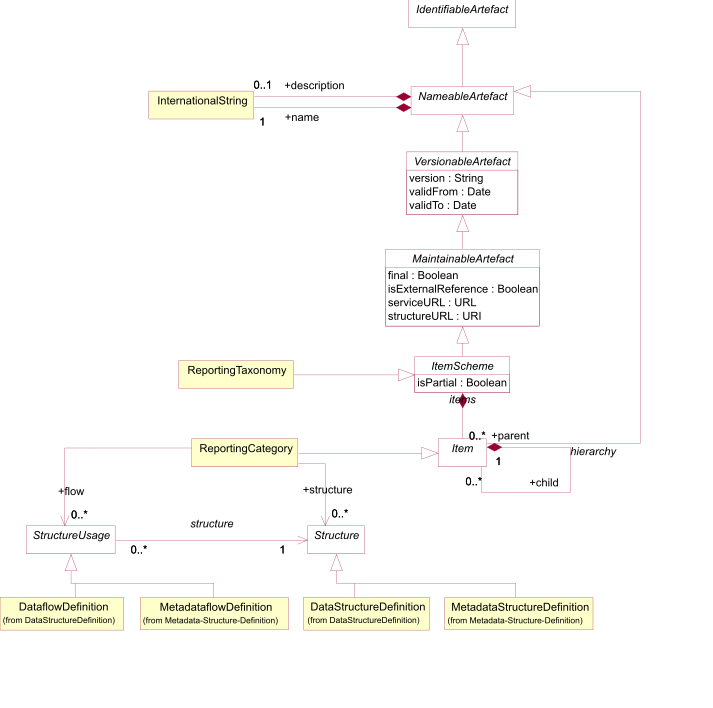 IdentifiableArtefact
0..1
+description
InternationalString
NameableArtefact
1
+name
VersionableArtefact
version : String
validFrom : Date
validTo : Date
MaintainableArtefact
final : Boolean
isExternalReference : Boolean
serviceURL : URL
structureURL : URI
ItemScheme
isPartial : Boolean
ReportingTaxonomy
items
0..*
+parent
ReportingCategory
Item
hierarchy
1
0..*
+child
+flow
+structure
0..*
0..*
structure
StructureUsage
Structure
0..*
1
DataflowDefinition
(from DataStructureDefinition)
MetadataflowDefinition
(from Metadata-Structure-Definition)
DataStructureDefinition
(from DataStructureDefinition)
MetadataStructureDefinition
(from Metadata-Structure-Definition)